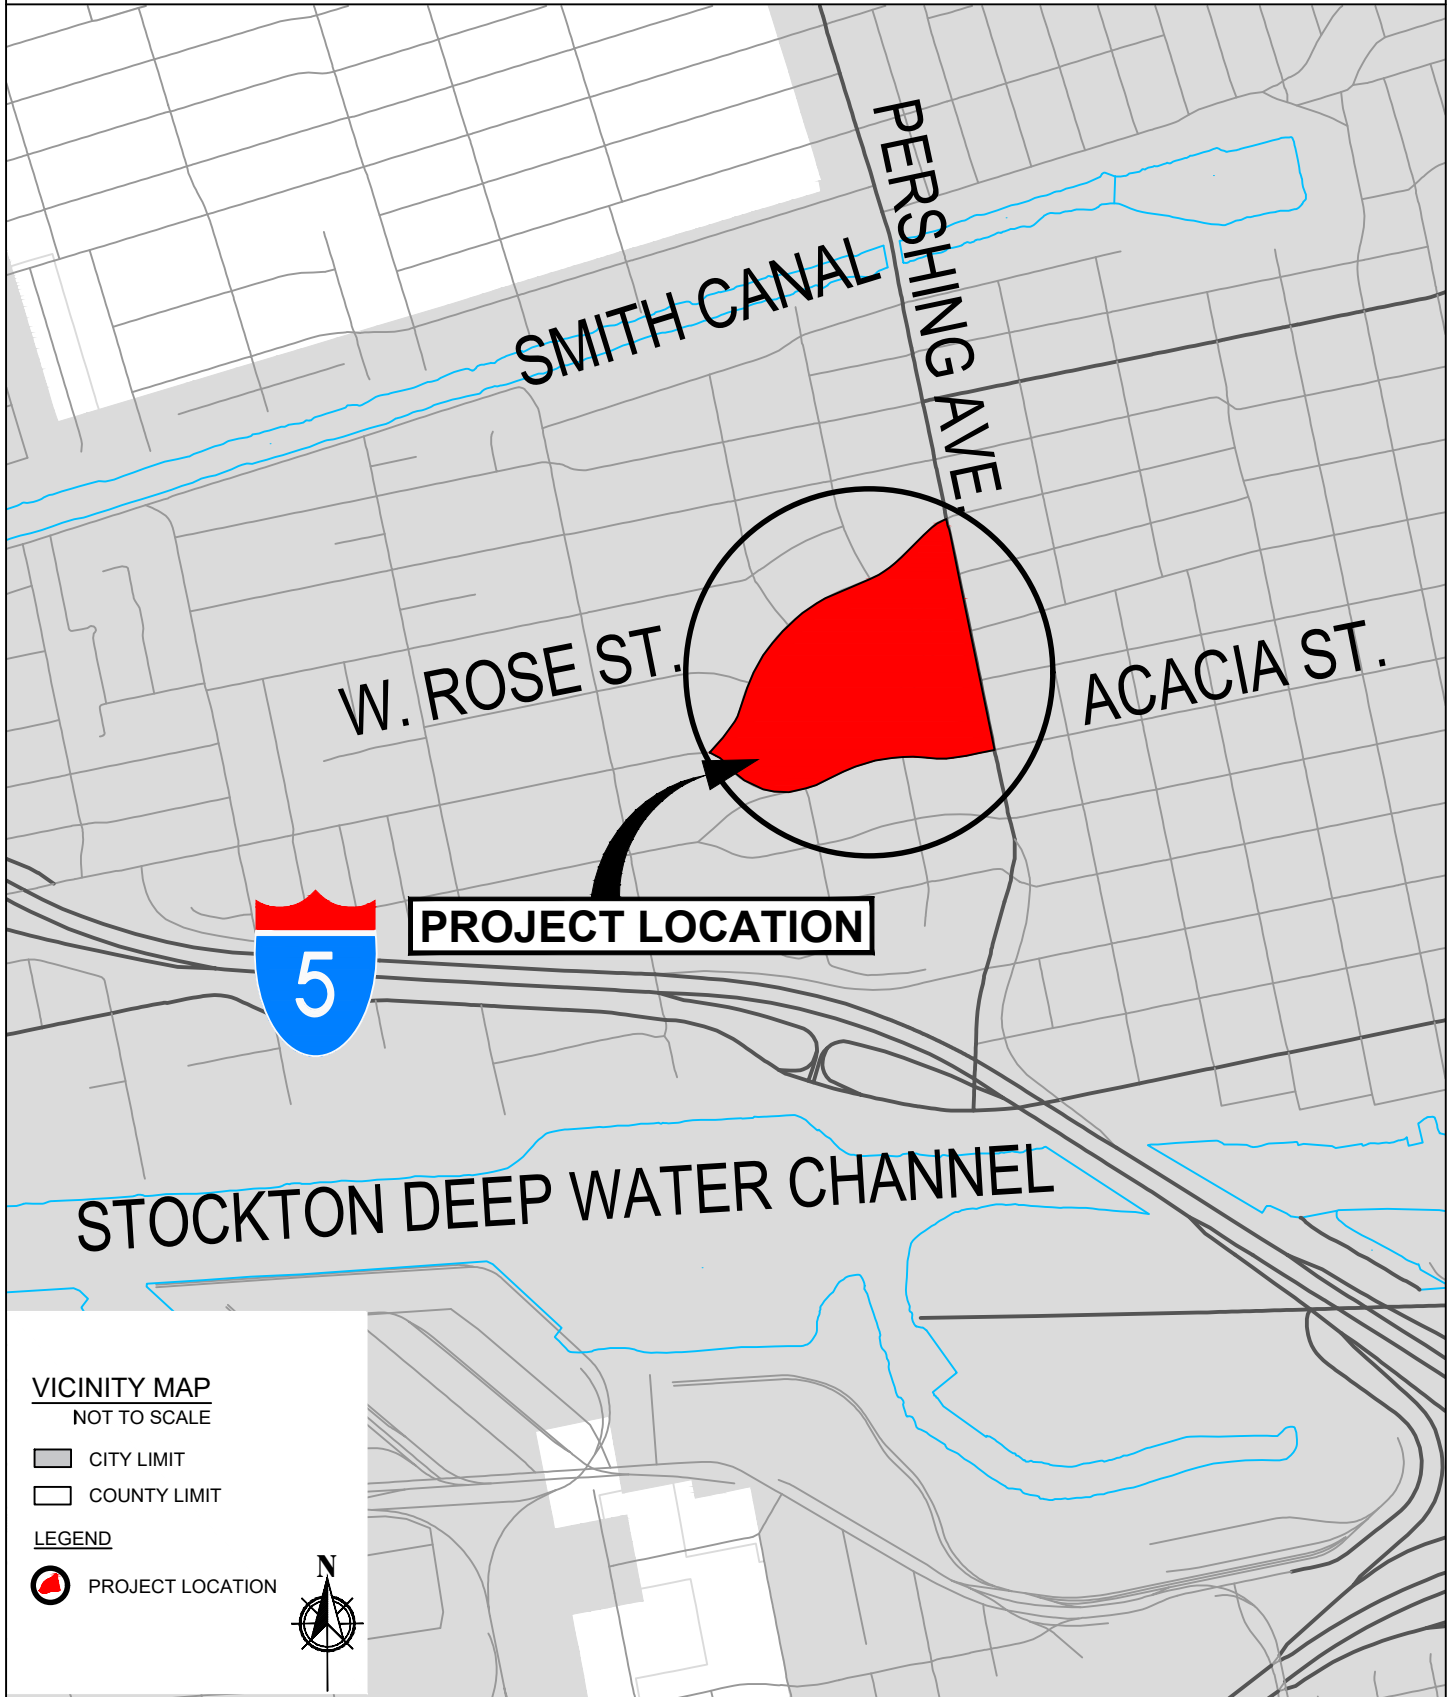 PERSHING AVE.
SMITH CANAL
W. ROSE ST.
ACACIA ST.
PROJECT LOCATION
5
STOCKTON DEEP WATER CHANNEL
VICINITY MAP
NOT TO SCALE
CITY LIMIT
COUNTY LIMIT
LEGEND
PROJECT LOCATION
N